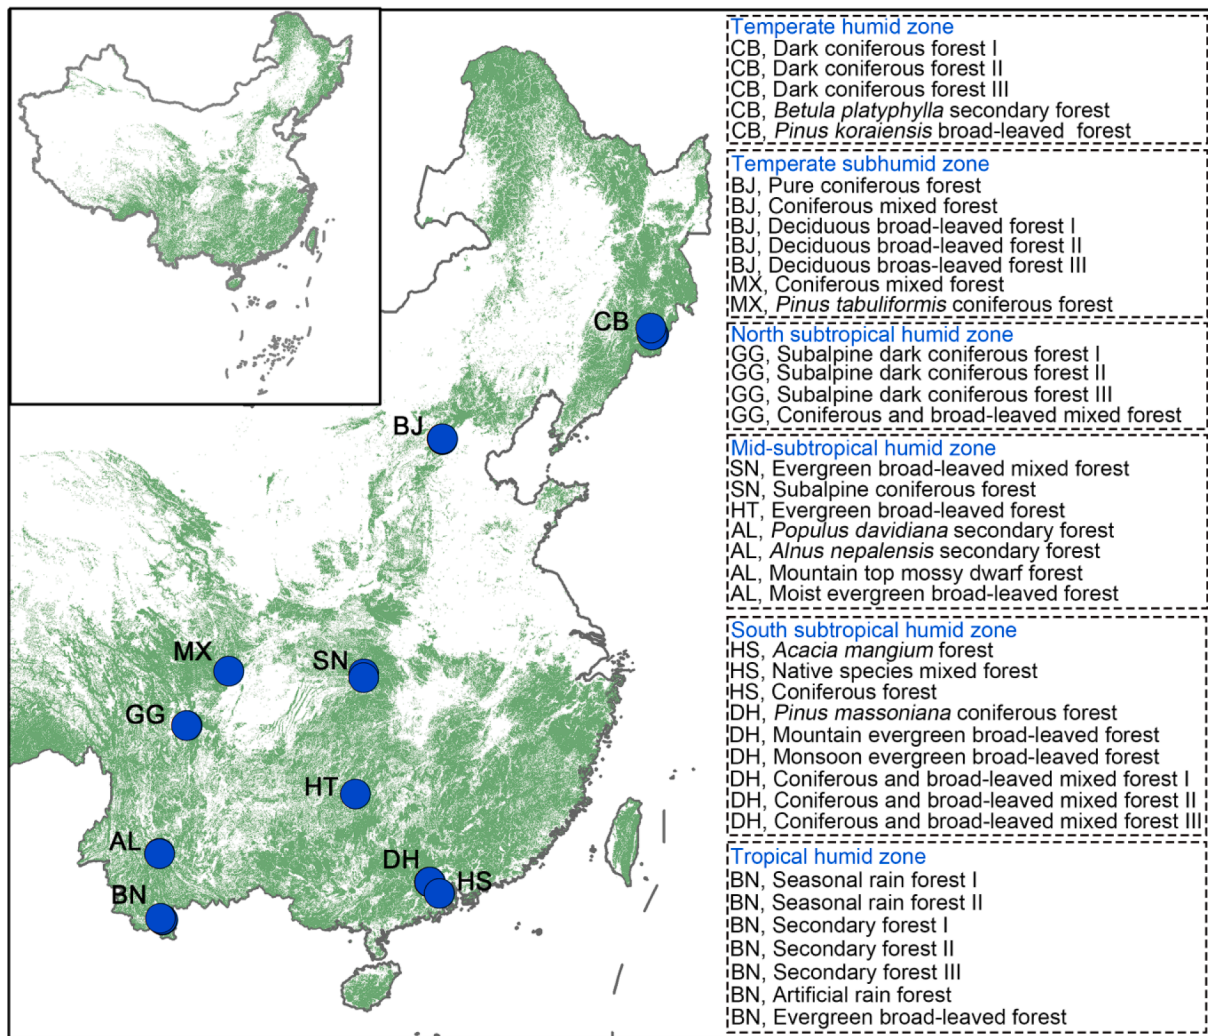 CB
BJ
MX
SN
GG
HT
AL
DH
HS
BN
Temperate humid zone
CB, Dark coniferous forest I
CB, Dark coniferous forest II
CB, Dark coniferous forest III
CB, Betula platyphylla secondary forest
CB, Pinus koraiensis broad-leaved forest
Temperate subhumid zone
BJ, Pure coniferous forest
BJ, Coniferous mixed forest
BJ, Deciduous broad-leaved forest I
BJ, Deciduous broad-leaved forest II
BJ, Deciduous broas-leaved forest III
MX, Coniferous mixed forest
MX, Pinus tabuliformis coniferous forest
North subtropical humid zone
GG, Subalpine dark coniferous forest I
GG, Subalpine dark coniferous forest II
GG, Subalpine dark coniferous forest III
GG, Coniferous and broad-leaved mixed forest
Mid-subtropical humid zone
SN, Evergreen broad-leaved mixed forest
SN, Subalpine coniferous forest
HT, Evergreen broad-leaved forest
AL, Populus davidiana secondary forest
AL, Alnus nepalensis secondary forest
AL, Mountain top mossy dwarf forest
AL, Moist evergreen broad-leaved forest
South subtropical humid zone
HS, Acacia mangium forest
HS, Native species mixed forest
HS, Coniferous forest
DH, Pinus massoniana coniferous forest
DH, Mountain evergreen broad-leaved forest
DH, Monsoon evergreen broad-leaved forest
DH, Coniferous and broad-leaved mixed forest I
DH, Coniferous and broad-leaved mixed forest II
DH, Coniferous and broad-leaved mixed forest III
Tropical humid zone
BN, Seasonal rain forest I
BN, Seasonal rain forest II
BN, Secondary forest I
BN, Secondary forest II
BN, Secondary forest III
BN, Artificial rain forest
BN, Evergreen broad-leaved forest